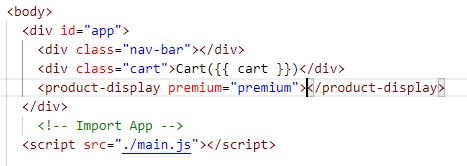 <body>
<div id="app">
<div class="nav-bar"></div>
<div class="cart">Cart({{ cart }})</div>
<product-display premium="premium"></product-display>
</div>
<!-- Import App -->
<script src="./main.js"></script>